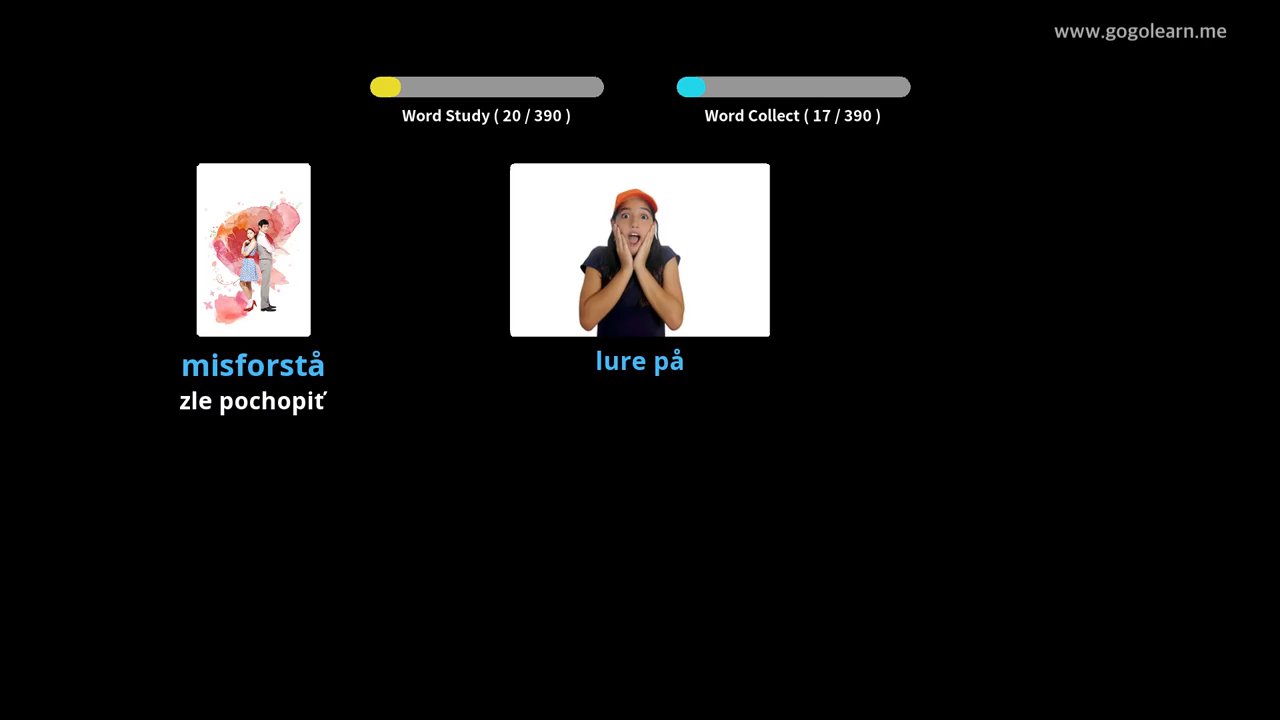 www.gogolearn.me
Word Study ( 20 / 390 )
Word Collect ( 17 / 390 )
misforstå
zle pochopiť
lure på